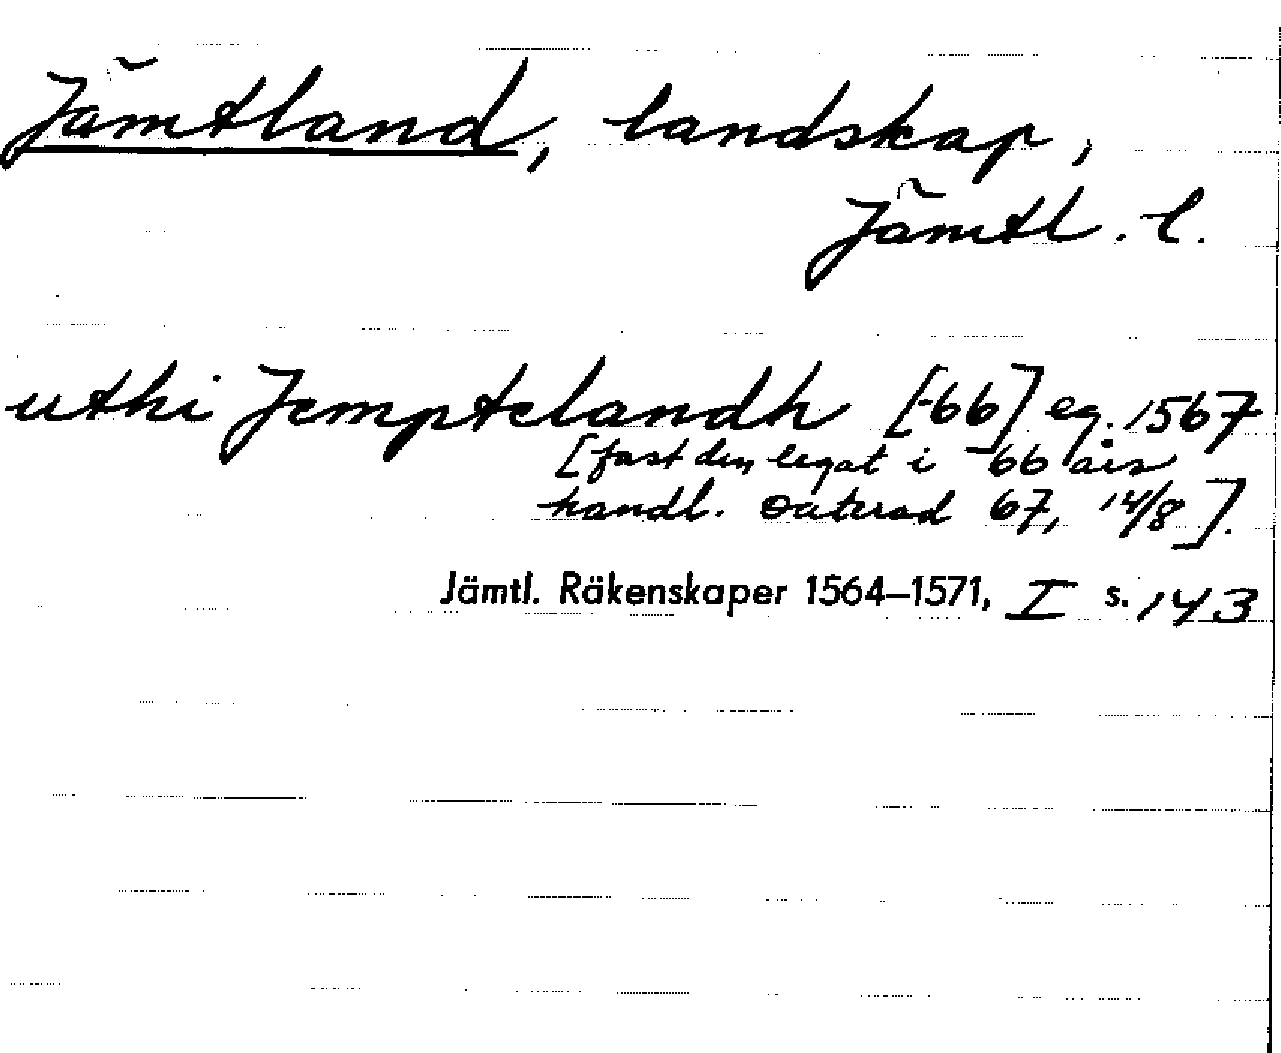 Jämtland, landskap,
Jämtl. l.
uthi Jemptelandh [-66] eg. 1567
[fast den legat i -66 års
handl. daterad 67, 14/8].
Jämtl. Räkenskaper 1564–1571, I s. 143